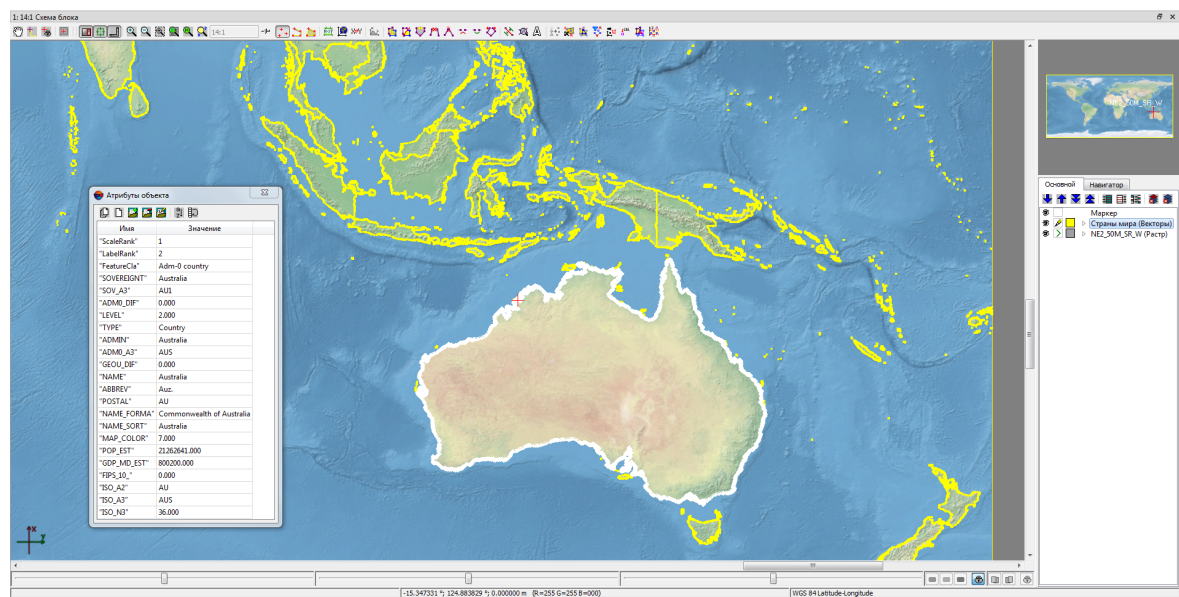 1: 14:1 Схема блока
14:1
NE2_50M_SR_W
Атрибуты объекта
Имя Значение
"ScaleRank" 1
"LabelRank" 2
"FeatureCla" Adm-0 country
"SOVEREIGNT" Australia
"SOV_A3" AU1
"ADM0_DIF" 0.000
"LEVEL" 2.000
"TYPE" Country
"ADMIN" Australia
"ADM0_A3" AUS
"GEOU_DIF" 0.000
"NAME" Australia
"ABBREV" Auz.
"POSTAL" AU
"NAME_FORMA" Commonwealth of Australia
"NAME_SORT" Australia
"MAP_COLOR" 7.000
"POP_EST" 21262641.000
"GDP_MD_EST" 800200.000
"FIPS_10_" 0.000
"ISO_A2" AU
"ISO_A3" AUS
"ISO_N3" 36.000
Основной Навигатор
Маркер
Страны мира (Векторы)
NE2_50M_SR_W (Растр)
x
y
-15.347331 °; 124.883829 °; 0.000000 m (R=255 G=255 B=000)
WGS 84 Latitude-Longitude